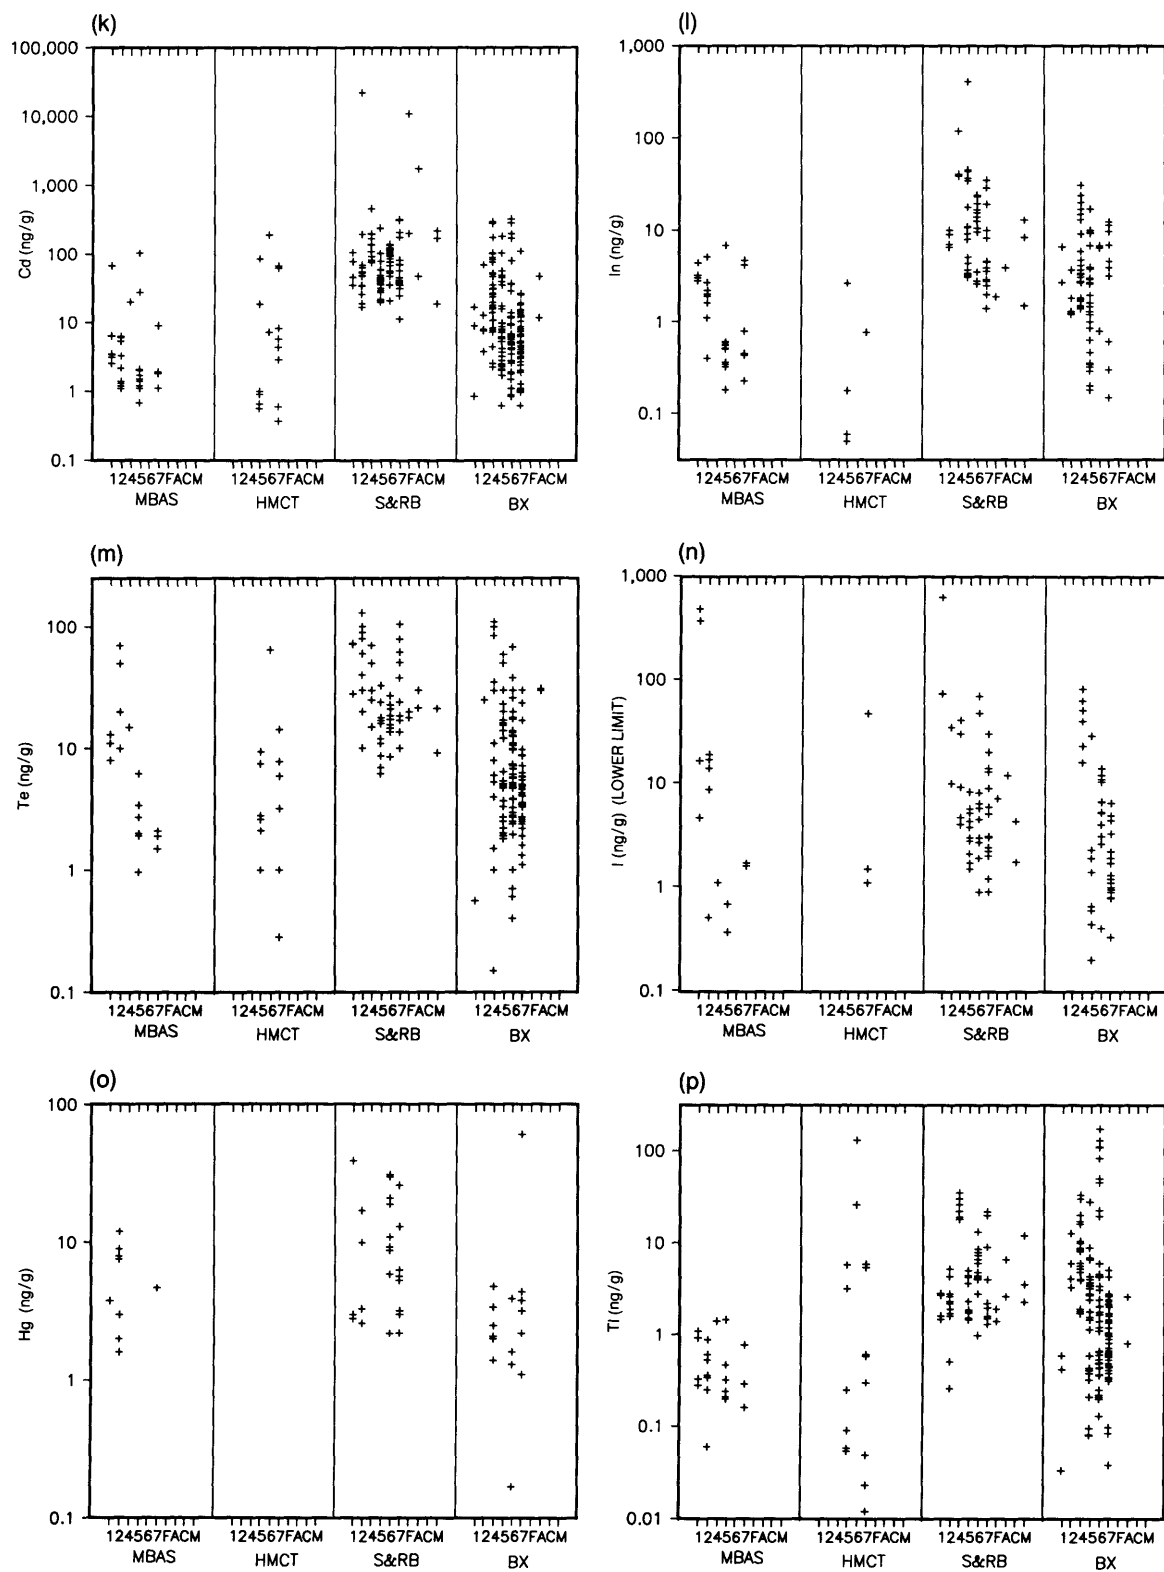 (k)
100,000
10,000
1,000
100
10
1
0.1
Cd (ng/g)
124567FACM 124567FACM 124567FACM 124567FACM
MBAS HMCT S&RB BX
(l)
1,000
100
10
1
0.1
In (ng/g)
124567FACM 124567FACM 124567FACM 124567FACM
MBAS HMCT S&RB BX
(m)
100
10
1
0.1
Te (ng/g)
124567FACM 124567FACM 124567FACM 124567FACM
MBAS HMCT S&RB BX
(n)
1,000
100
10
1
0.1
I (ng/g) (LOWER LIMIT)
124567FACM 124567FACM 124567FACM 124567FACM
MBAS HMCT S&RB BX
(o)
100
10
1
0.1
Hg (ng/g)
124567FACM 124567FACM 124567FACM 124567FACM
MBAS HMCT S&RB BX
(p)
100
10
1
0.1
0.01
Tl (ng/g)
124567FACM 124567FACM 124567FACM 124567FACM
MBAS HMCT S&RB BX